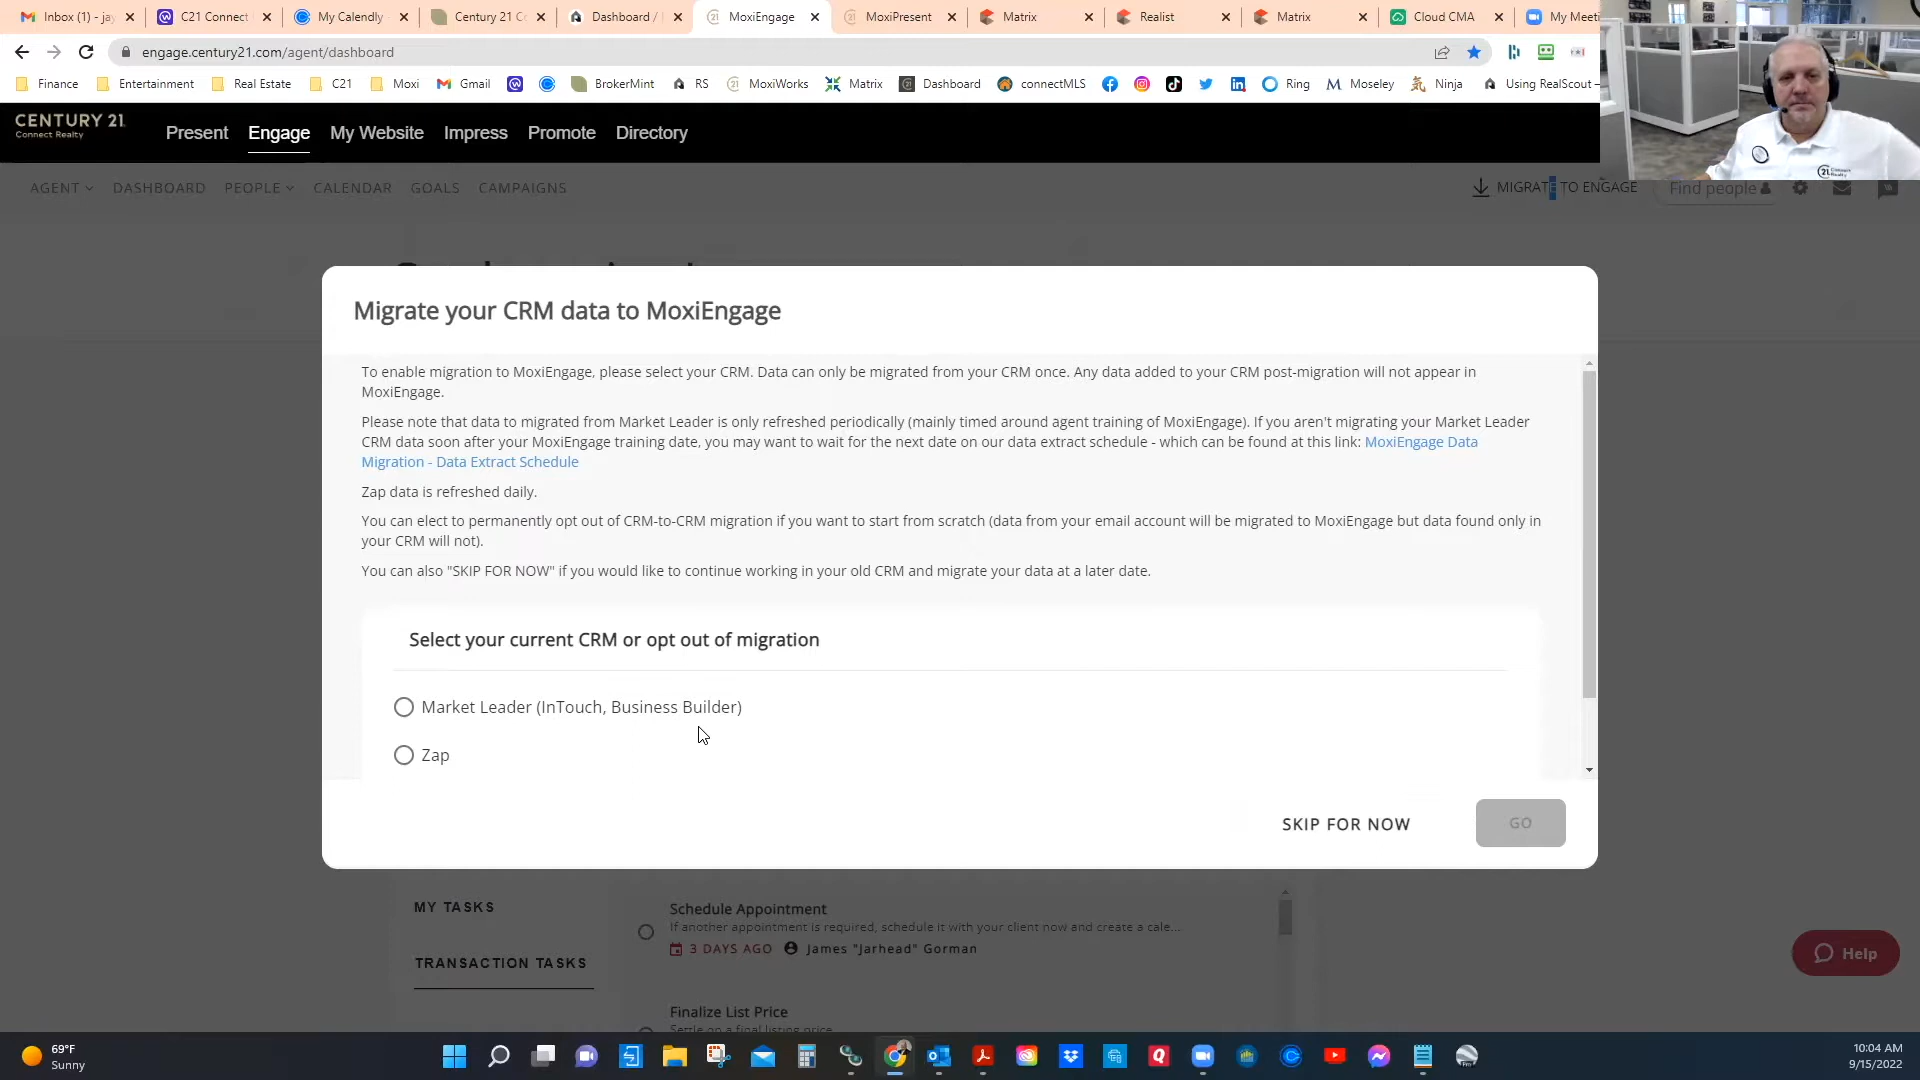 Inbox (1) - jay
C21 Connect
My Calendly
Century 21 Co
Dashboard /
MoxiEngage
MoxiPresent
Matrix
Realist
Matrix
Cloud CMA
My Meeti
engage.century21.com/agent/dashboard
Finance
Entertainment
Real Estate
C21
Moxi
Gmail
BrokerMint
RS
MoxiWorks
Matrix
Dashboard
connectMLS
Ring
Moseley
Ninja
Using RealScout –
CENTURY 21
Connect Realty
Present
Engage
My Website
Impress
Promote
Directory
AGENT
DASHBOARD
PEOPLE
CALENDAR
GOALS
CAMPAIGNS
MIGRATE TO ENGAGE
Find people
Migrate your CRM data to MoxiEngage
To enable migration to MoxiEngage, please select your CRM. Data can only be migrated from your CRM once. Any data added to your CRM post-migration will not appear in
MoxiEngage.
Please note that data to migrated from Market Leader is only refreshed periodically (mainly timed around agent training of MoxiEngage). If you aren't migrating your Market Leader
CRM data soon after your MoxiEngage training date, you may want to wait for the next date on our data extract schedule - which can be found at this link: MoxiEngage Data
Migration - Data Extract Schedule
Zap data is refreshed daily.
You can elect to permanently opt out of CRM-to-CRM migration if you want to start from scratch (data from your email account will be migrated to MoxiEngage but data found only in
your CRM will not).
You can also "SKIP FOR NOW" if you would like to continue working in your old CRM and migrate your data at a later date.
Select your current CRM or opt out of migration
Market Leader (InTouch, Business Builder)
Zap
SKIP FOR NOW
GO
MY TASKS
TRANSACTION TASKS
Schedule Appointment
If another appointment is required, schedule it with your client now and create a cale...
3 DAYS AGO
James "Jarhead" Gorman
Finalize List Price
Settle on a final listing price
Help
69°F
Sunny
10:04 AM
9/15/2022